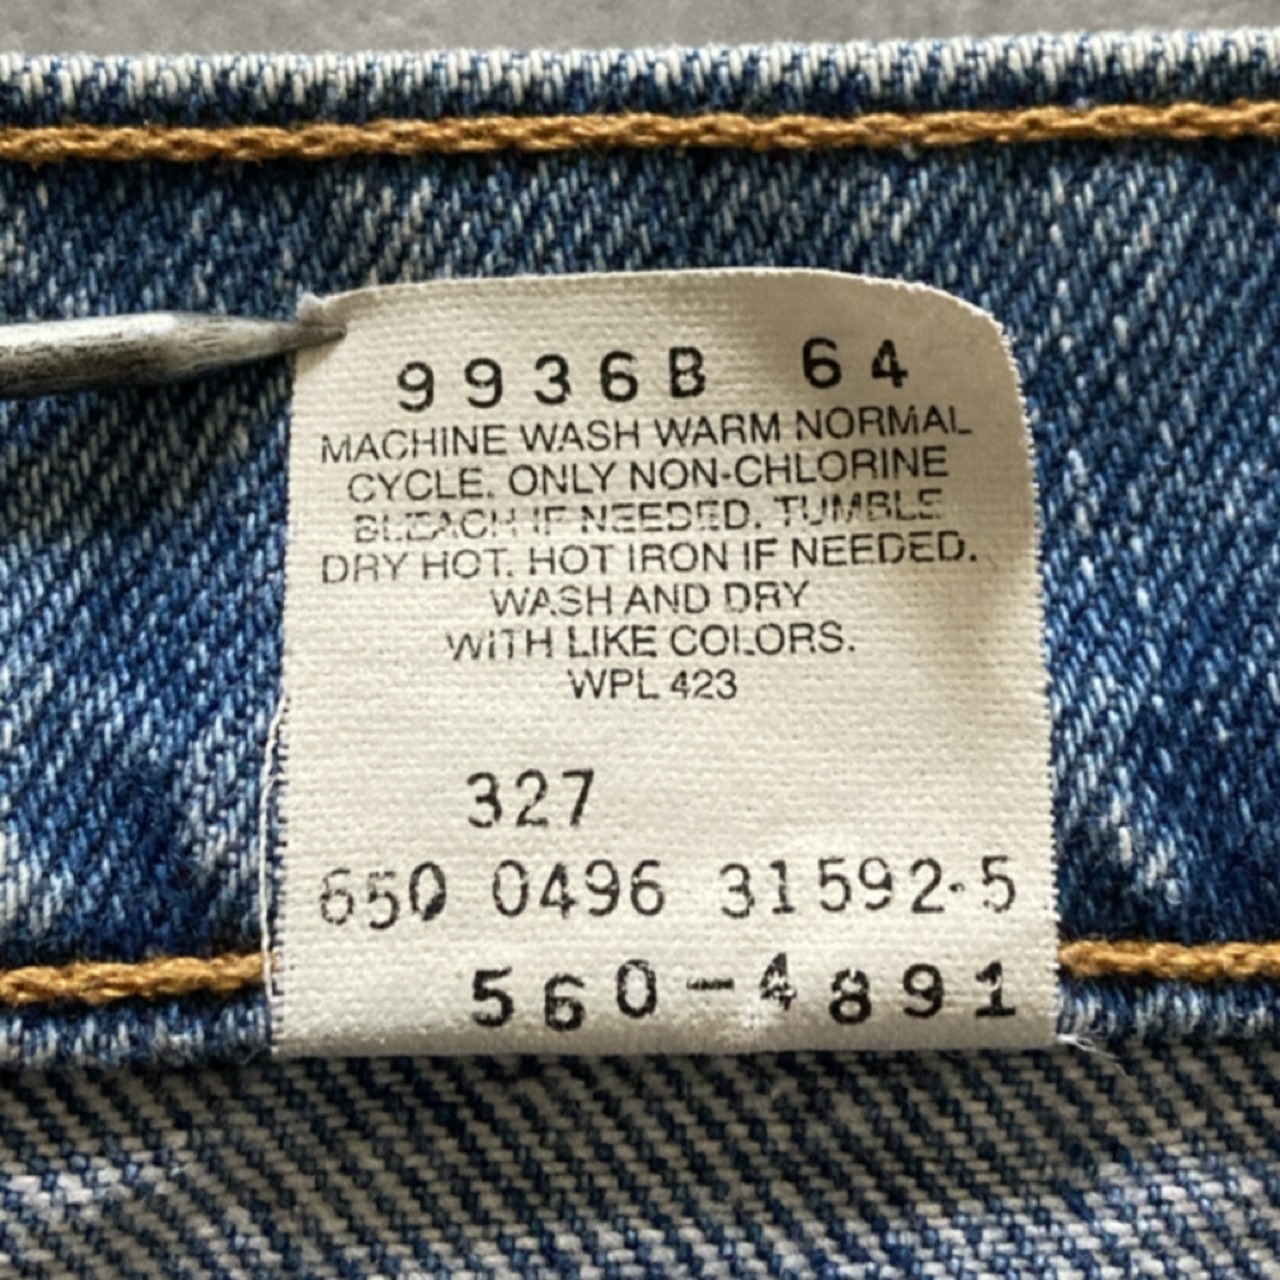 9936B 64
MACHINE WASH WARM NORMAL
CYCLE. ONLY NON-CHLORINE
BLEACH IF NEEDED. TUMBLE
DRY HOT. HOT IRON IF NEEDED.
WASH AND DRY
WITH LIKE COLORS.
WPL 423
327
650 0496 31592-5
560-4891